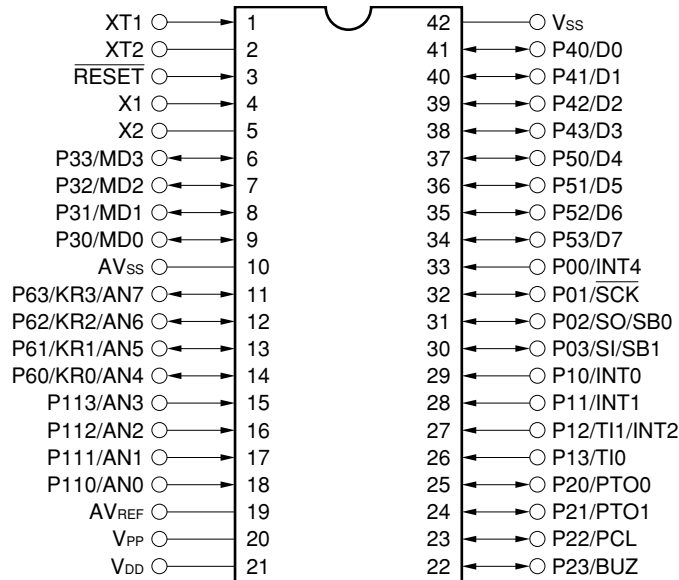 XT1 1 42 Vss
XT2 2 41 P40/D0
RESET 3 40 P41/D1
X1 4 39 P42/D2
X2 5 38 P43/D3
P33/MD3 6 37 P50/D4
P32/MD2 7 36 P51/D5
P31/MD1 8 35 P52/D6
P30/MD0 9 34 P53/D7
AVss 10 33 P00/INT4
P63/KR3/AN7 11 32 P01/SCK
P62/KR2/AN6 12 31 P02/SO/SB0
P61/KR1/AN5 13 30 P03/SI/SB1
P60/KR0/AN4 14 29 P10/INT0
P113/AN3 15 28 P11/INT1
P112/AN2 16 27 P12/TI1/INT2
P111/AN1 17 26 P13/TI0
P110/AN0 18 25 P20/PTO0
AVREF 19 24 P21/PTO1
VPP 20 23 P22/PCL
VDD 21 22 P23/BUZ